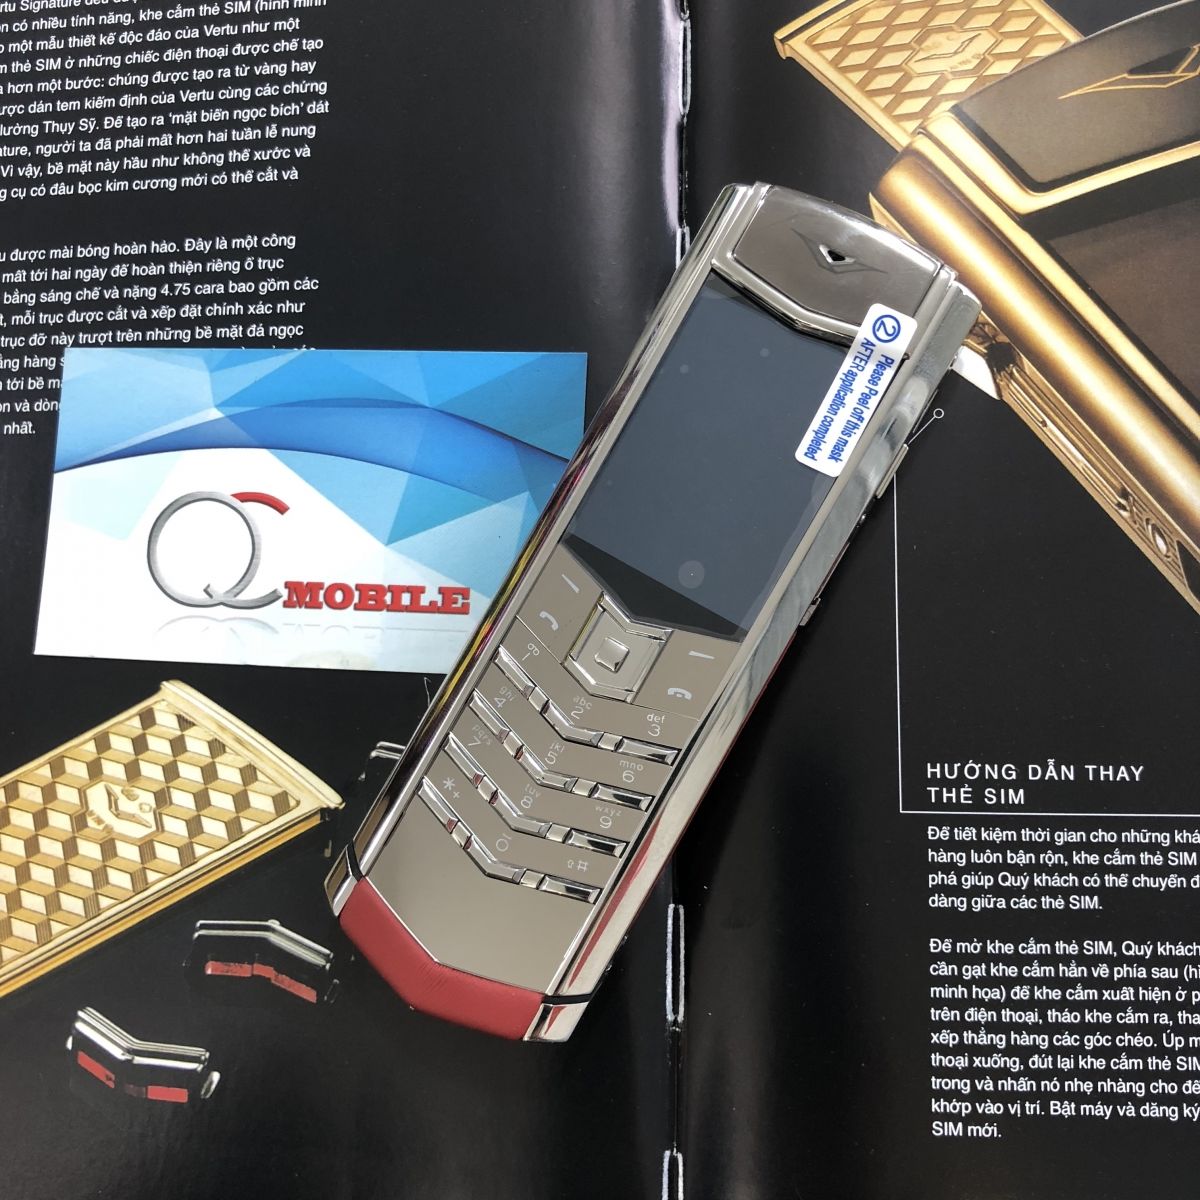 rtu Signature đều được
òn có nhiều tính năng, khe cắm thẻ SIM (hình minh
o một mẫu thiết kế độc đáo của Vertu như một
m thẻ SIM ở những chiếc điện thoại được chế tạo
a hơn một bước: chúng được tạo ra từ vàng hay
ược dán tem kiểm định của Vertu cùng các chứng
lường Thụy Sỹ. Để tạo ra ‘mặt biển ngọc bích’ dát
ature, người ta đã phải mất hơn hai tuần lễ nung
Vì vậy, bề mặt này hầu như không thể xước và
g cụ có đầu bọc kim cương mới có thể cắt và
u được mài bóng hoàn hảo. Đây là một công
mất tới hai ngày để hoàn thiện riêng ổ trục
bằng sáng chế và nặng 4.75 cara bao gồm các
t, mỗi trục được cắt và xếp đặt chính xác như
trục đỡ này trượt trên những bề mặt đá ngọc
ẳng hàng s
n tới bề m
ọn và dòn
nhất.
QC MOBILE
2 Please Peel off this mask
AFTER application completed
1
abc
2
def
3
ghi
4
jkl
5
mno
6
pqrs
7
tuv
8
wxyz
9
*+
0
⇧#
HƯỚNG DẪN THAY
THẺ SIM
Để tiết kiệm thời gian cho những khá
hàng luôn bận rộn, khe cắm thẻ SIM
phá giúp Quý khách có thể chuyển đ
dàng giữa các thẻ SIM.
Để mở khe cắm thẻ SIM, Quý khách
cần gạt khe cắm hẳn về phía sau (hì
minh họa) để khe cắm xuất hiện ở p
trên điện thoại, tháo khe cắm ra, tha
xếp thẳng hàng các góc chéo. Úp m
thoại xuống, đút lại khe cắm thẻ SIM
trong và nhấn nó nhẹ nhàng cho đế
khớp vào vị trí. Bật máy và đăng ký
SIM mới.